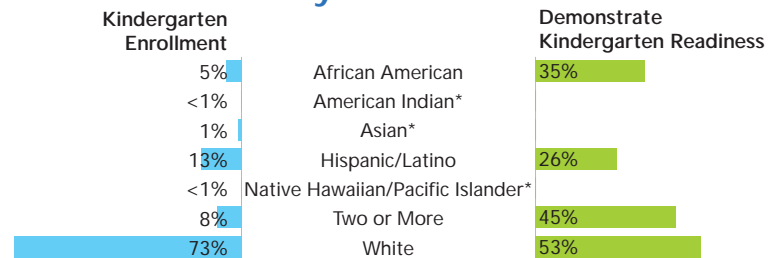 Kindergarten
Enrollment
Demonstrate
Kindergarten Readiness
5% African American 35%
<1% American Indian*
1% Asian*
13% Hispanic/Latino 26%
<1% Native Hawaiian/Pacific Islander*
8% Two or More 45%
73% White 53%